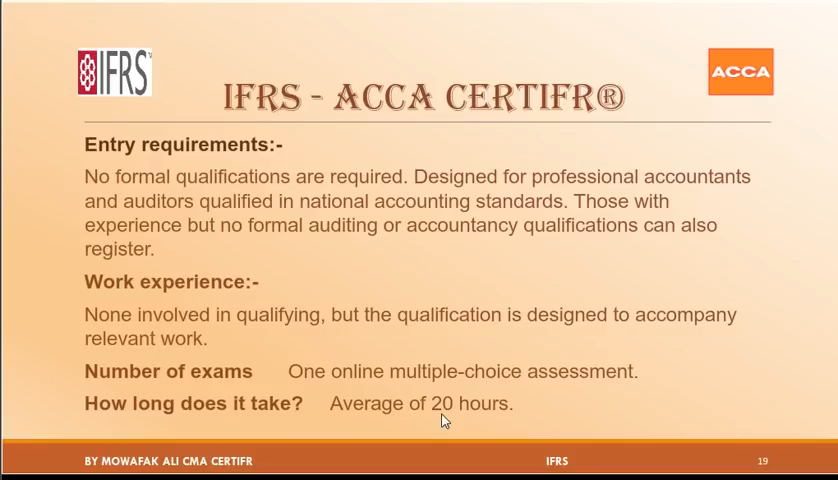 IFRS
ACCA
IFRS - ACCA CERTIFR®
Entry requirements:-
No formal qualifications are required. Designed for professional accountants
and auditors qualified in national accounting standards. Those with
experience but no formal auditing or accountancy qualifications can also
register.
Work experience:-
None involved in qualifying, but the qualification is designed to accompany
relevant work.
Number of exams One online multiple-choice assessment.
How long does it take? Average of 20 hours.
BY MOWAFAK ALI CMA CERTIFR IFRS 19